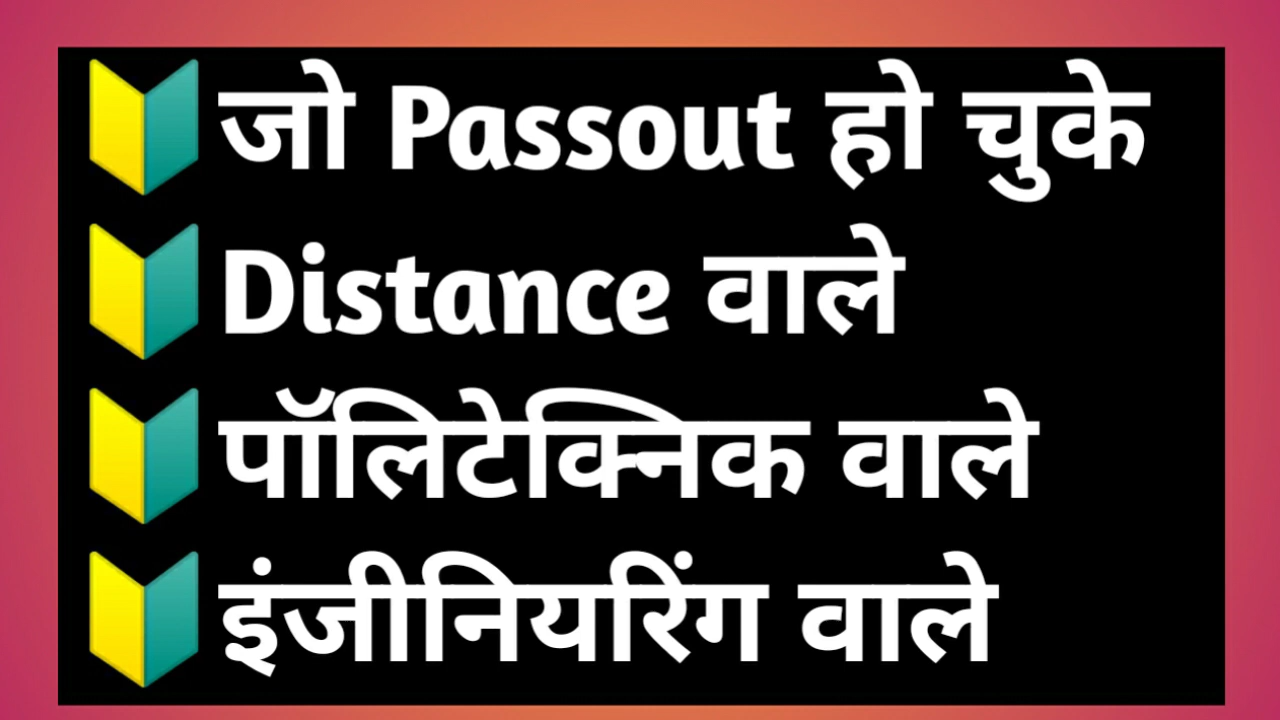 🔰जो Passout हो चुके
🔰Distance वाले
🔰पॉलिटेक्निक वाले
🔰इंजीनियरिंग वाले